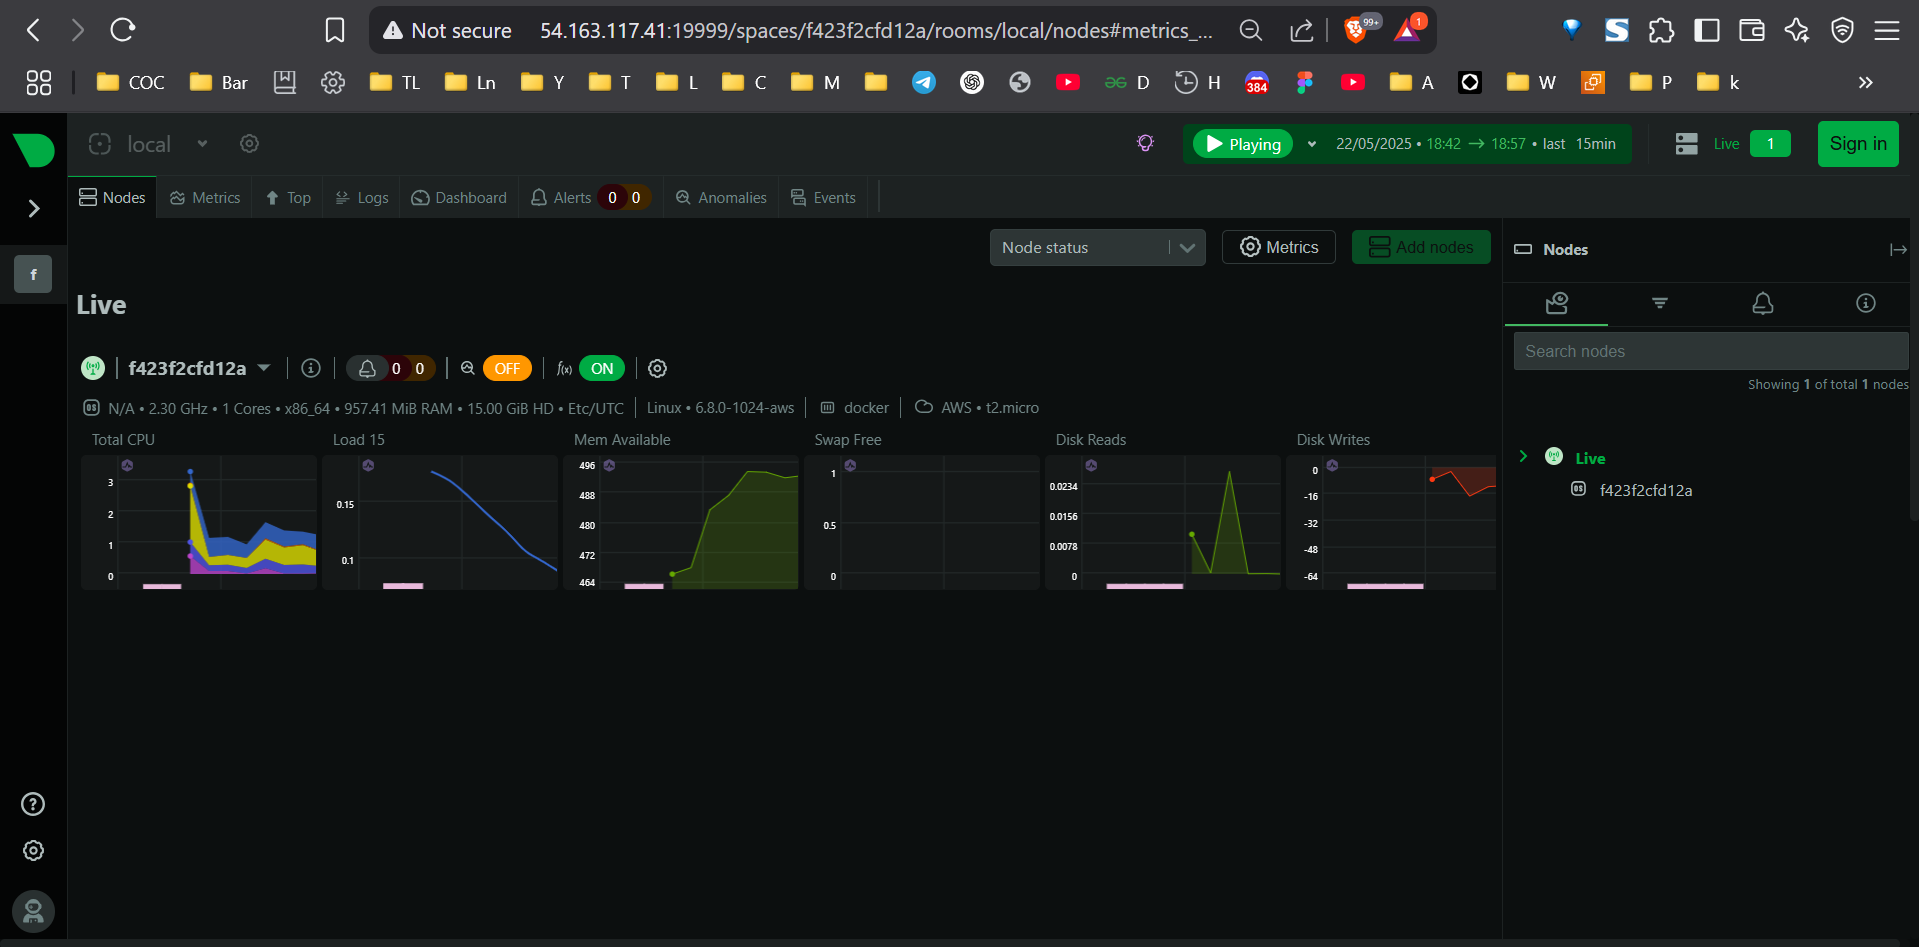 Not secure 54.163.117.41:19999/spaces/f423f2cfd12a/rooms/local/nodes#metrics_... 99+ 1
COC Bar TL Ln Y T L C M D H 384 A W P k
local Playing 22/05/2025 • 18:42 → 18:57 • last 15min Live 1 Sign in
Nodes Metrics Top Logs Dashboard Alerts 0 0 Anomalies Events
f
Node status Metrics Add nodes
Nodes
Live
Search nodes
Showing 1 of total 1 nodes
f423f2cfd12a 0 0 OFF f(x) ON
OS N/A • 2.30 GHz • 1 Cores • x86_64 • 957.41 MiB RAM • 15.00 GiB HD • Etc/UTC Linux • 6.8.0-1024-aws docker AWS • t2.micro
Total CPU
3
2
1
0
Load 15
0.15
0.1
Mem Available
496
488
480
472
464
Swap Free
1
0.5
0
Disk Reads
0.0234
0.0156
0.0078
0
Disk Writes
0
-16
-32
-48
-64
Live
OS f423f2cfd12a